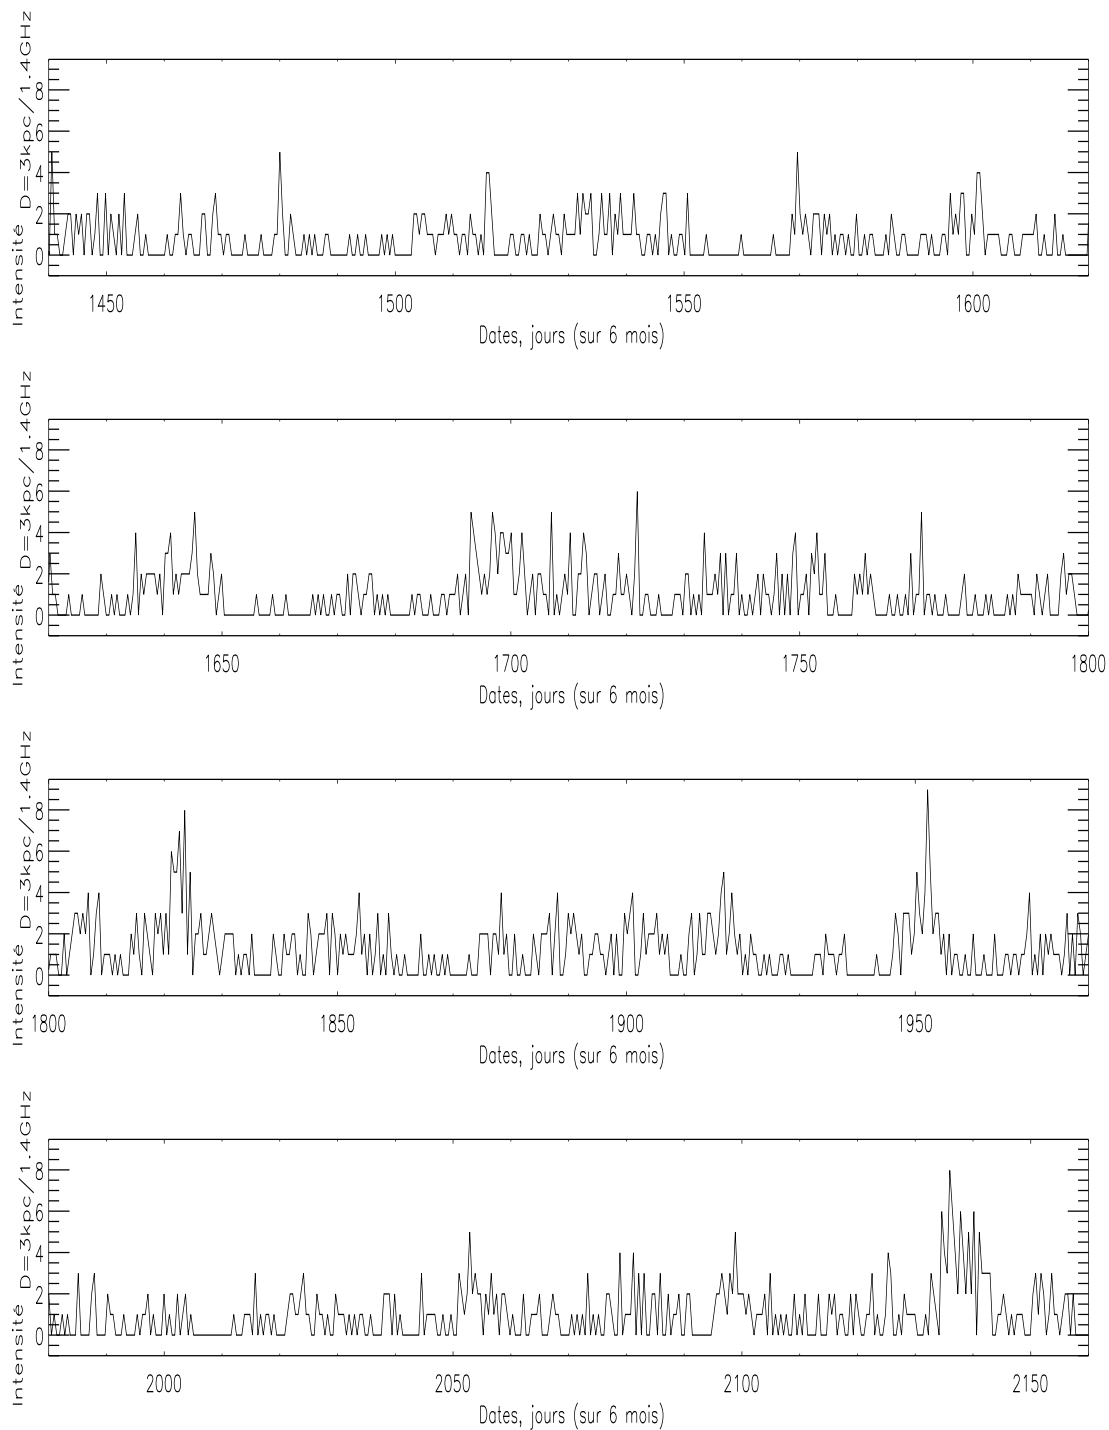 Intensité D=3kpc/1.4GHz
8
6
4
2
0
1450 1500 1550 1600
Dates, jours (sur 6 mois)
Intensité D=3kpc/1.4GHz
8
6
4
2
0
1650 1700 1750 1800
Dates, jours (sur 6 mois)
Intensité D=3kpc/1.4GHz
8
6
4
2
0
1800 1850 1900 1950
Dates, jours (sur 6 mois)
Intensité D=3kpc/1.4GHz
8
6
4
2
0
2000 2050 2100 2150
Dates, jours (sur 6 mois)